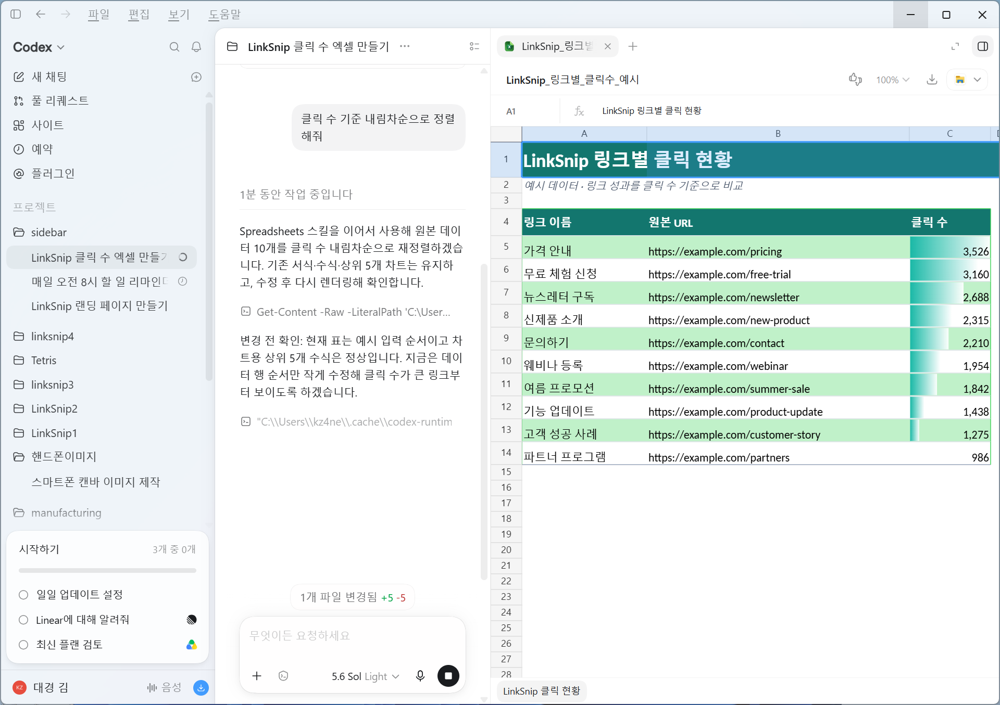 파일 편집 보기 도움말
Codex
새 채팅
풀 리퀘스트
사이트
예약
플러그인
프로젝트
sidebar
LinkSnip 클릭 수 엑셀 만들기
매일 오전 8시 할 일 리마인더
LinkSnip 랜딩 페이지 만들기
linksnip4
Tetris
linksnip3
LinkSnip2
LinkSnip1
핸드폰이미지
스마트폰 캔바 이미지 제작
manufacturing
시작하기 3개 중 0개
일일 업데이트 설정
Linear에 대해 알려줘
최신 플랜 검토
KZ 대경 김 음성
LinkSnip 클릭 수 엑셀 만들기
클릭 수 기준 내림차순으로 정렬
해줘
1분 동안 작업 중입니다
Spreadsheets 스킬을 이어서 사용해 원본 데이
터 10개를 클릭 수 내림차순으로 재정렬하겠습
니다. 기존 서식·수식·상위 5개 차트는 유지하
고, 수정 후 다시 렌더링해 확인합니다.
Get-Content -Raw -LiteralPath 'C:\User...
변경 전 확인: 현재 표는 예시 입력 순서이고 차
트용 상위 5개 수식은 정상입니다. 지금은 데이
터 행 순서만 작게 수정해 클릭 수가 큰 링크부
터 보이도록 하겠습니다.
"C:\\Users\\kz4ne\\.cache\\codex-runtim
1개 파일 변경됨 +5 -5
무엇이든 요청하세요
5.6 Sol Light
LinkSnip_링크별
LinkSnip_링크별_클릭수_예시 100%
A1 fx LinkSnip 링크별 클릭 현황
A B C
1 LinkSnip 링크별 클릭 현황
2 예시 데이터 · 링크 성과를 클릭 수 기준으로 비교
3
4 링크 이름 원본 URL 클릭 수
5 가격 안내 https://example.com/pricing 3,526
6 무료 체험 신청 https://example.com/free-trial 3,160
7 뉴스레터 구독 https://example.com/newsletter 2,688
8 신제품 소개 https://example.com/new-product 2,315
9 문의하기 https://example.com/contact 2,210
10 웨비나 등록 https://example.com/webinar 1,954
11 여름 프로모션 https://example.com/summer-sale 1,842
12 기능 업데이트 https://example.com/product-update 1,438
13 고객 성공 사례 https://example.com/customer-story 1,275
14 파트너 프로그램 https://example.com/partners 986
15
16
17
18
19
20
21
22
23
24
25
26
27
28
LinkSnip 클릭 현황